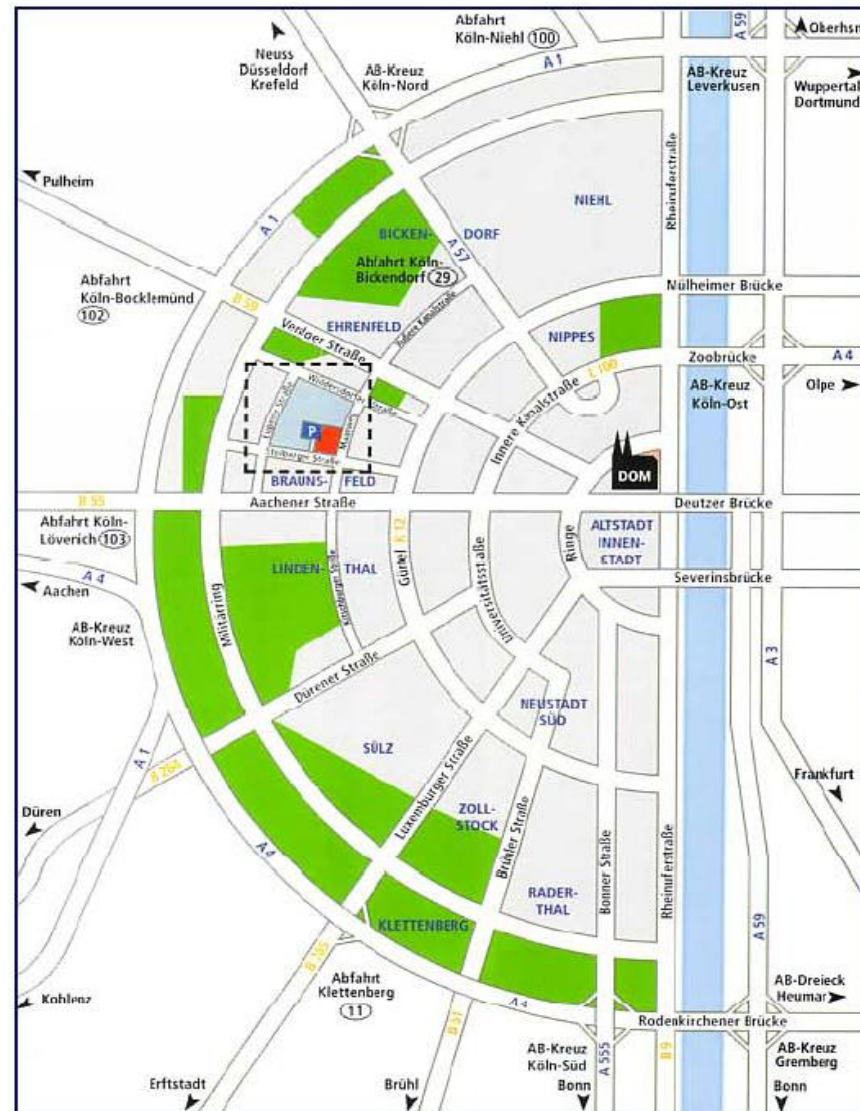 Abfahrt
Köln-Niehl 100
A 59
Oberhsn
Neuss
Düsseldorf
Krefeld
AB-Kreuz
Köln-Nord
A 1
AB-Kreuz
Leverkusen
Wuppertal
Dortmund
Pulheim
A 1
Rheinuferstraße
NIEHL
BICKEN-
DORF
A 57
Abfahrt Köln-
Bickendorf 29
Abfahrt
Köln-Bocklemünd
102
B 59
Nülheimer Brücke
EHRENFELD
Venloer Straße
NIPPES
Zoobrücke
A 4
L 100
Olpe
AB-Kreuz
Köln-Ost
Innere Kanalstraße
P
Stolberger Straße
DOM
BRAUNS-
FELD
B 55
Aachener Straße
Deutzer Brücke
Abfahrt Köln-
Löverich 103
K 12
Gürtel
Universitätsstaße
Ringe
ALTSTADT
INNEN-
STADT
A 4
Aachen
LINDEN-
THAL
Severinsbrücke
AB-Kreuz
Köln-West
Militärring
A 3
Dürener Straße
NEUSTADT
SÜD
SÜLZ
A 1
B 264
Luxemburger Straße
Frankfurt
Düren
ZOLL-
STOCK
Brühler Straße
Bonner Straße
Rheinuferstraße
A 4
RADER-
THAL
KLETTENBERG
A 59
Abfahrt
Klettenberg
11
A 4
AB-Dreieck
Heumar
Koblenz
Rodenkirchener Brücke
B 51
AB-Kreuz
Köln-Süd
A 555
B 9
AB-Kreuz
Gremberg
Erftstadt
Brühl
Bonn
Bonn